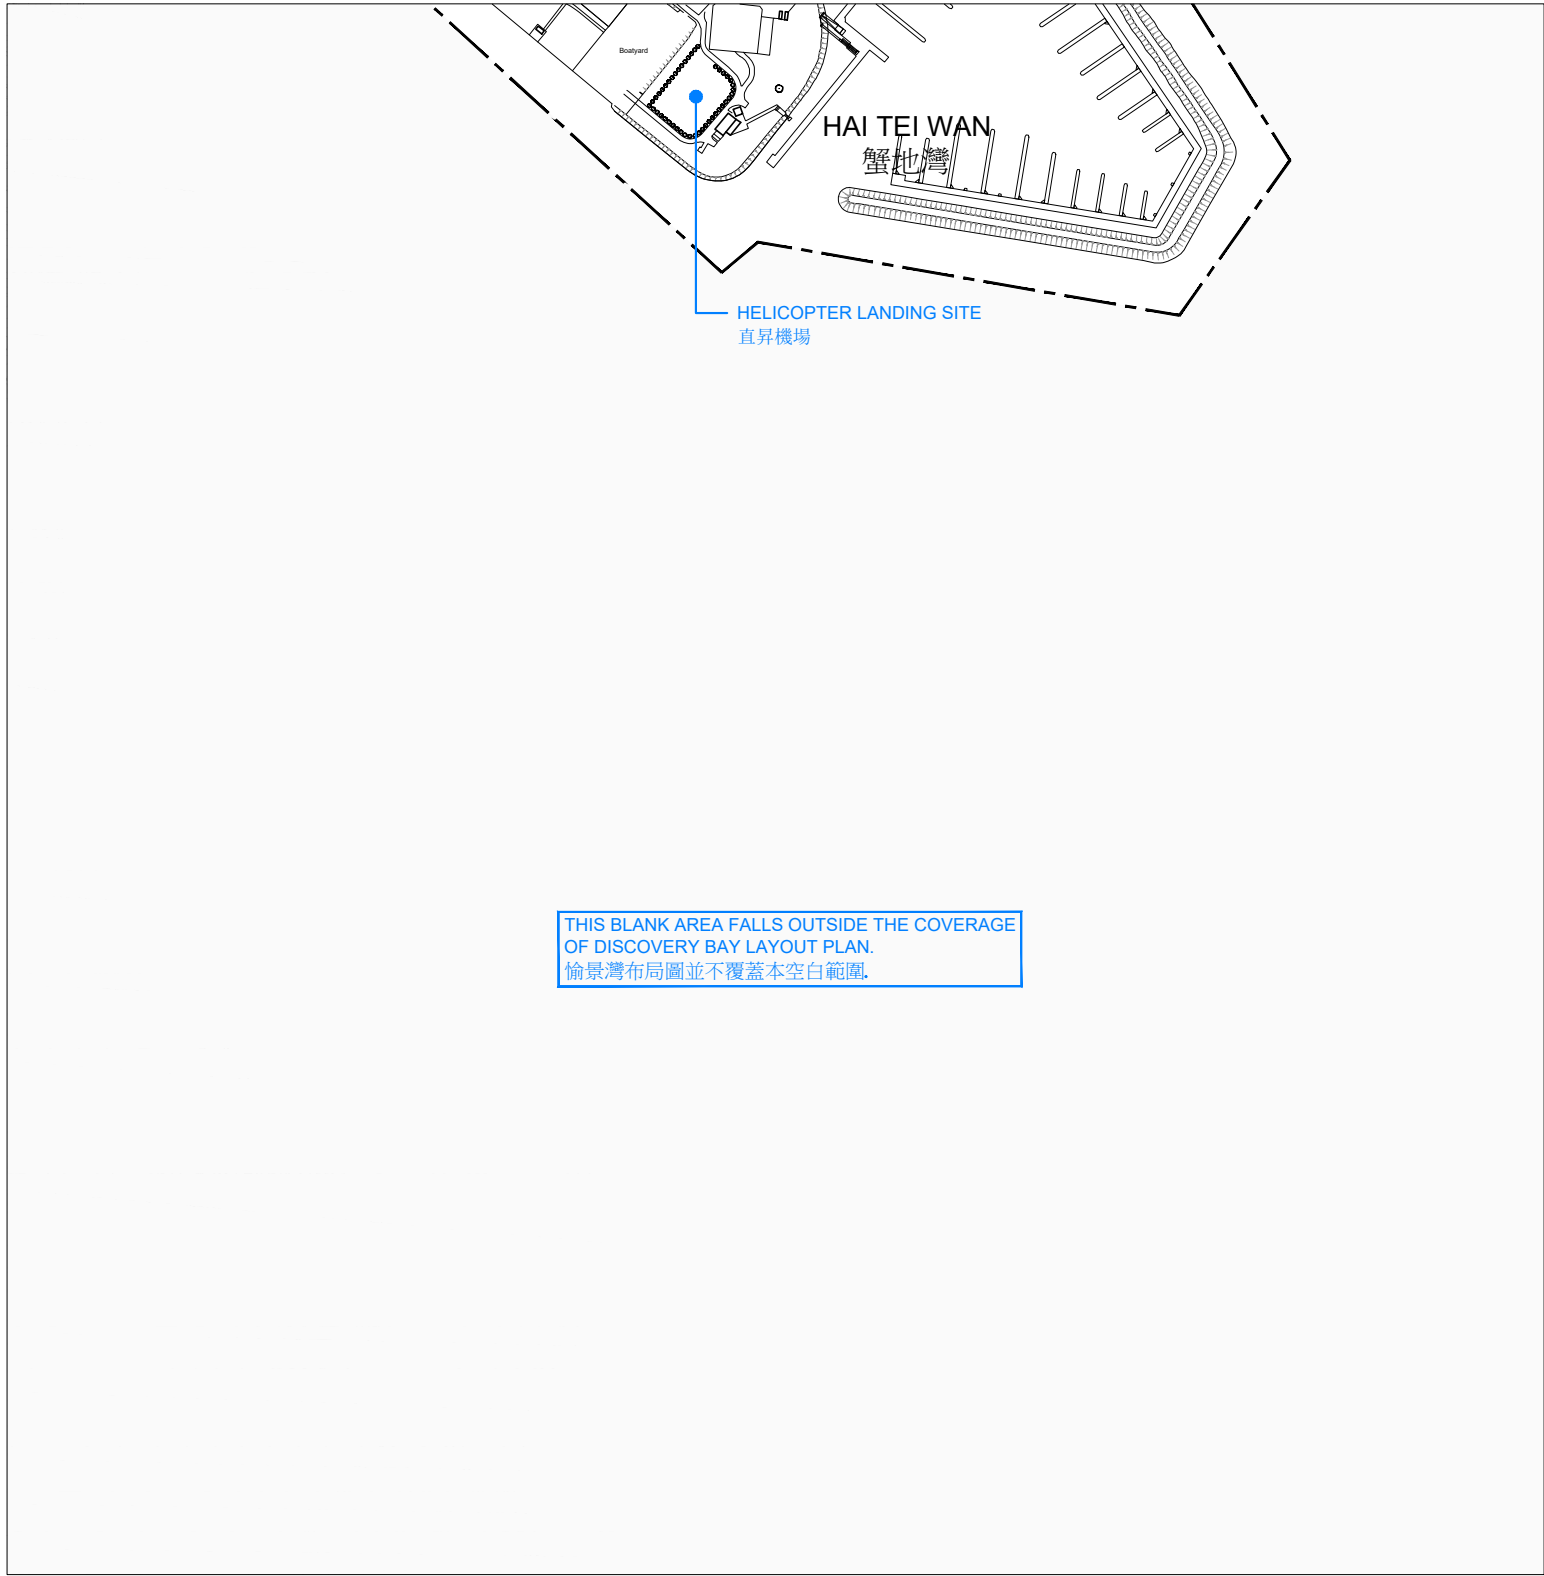 Boatyard
HAI TEI WAN
蟹地灣
HELICOPTER LANDING SITE
直昇機場
THIS BLANK AREA FALLS OUTSIDE THE COVERAGE
OF DISCOVERY BAY LAYOUT PLAN.
愉景灣布局圖並不覆蓋本空白範圍.